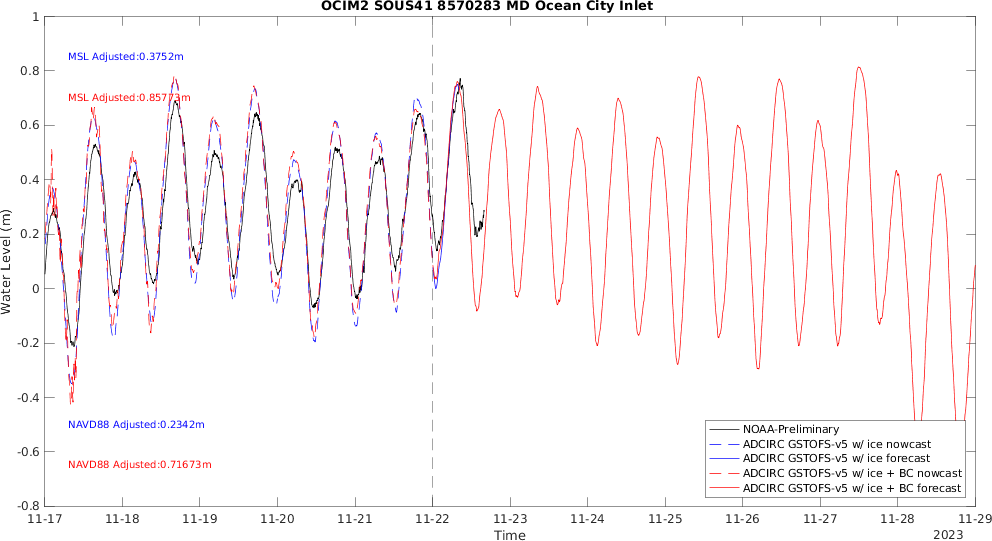 OCIM2 SOUS41 8570283 MD Ocean City Inlet
MSL Adjusted:0.3752m
MSL Adjusted:0.85773m
NAVD88 Adjusted:0.2342m
NAVD88 Adjusted:0.71673m
Water Level (m)
0.8
0.6
0.4
0.2
0
-0.2
-0.4
-0.6
-0.8
NOAA-Preliminary
ADCIRC GSTOFS-v5 w/ ice nowcast
ADCIRC GSTOFS-v5 w/ ice forecast
ADCIRC GSTOFS-v5 w/ ice + BC nowcast
ADCIRC GSTOFS-v5 w/ ice + BC forecast
11-17 11-18 11-19 11-20 11-21 11-22 11-23 11-24 11-25 11-26 11-27 11-28 11-29
Time
2023